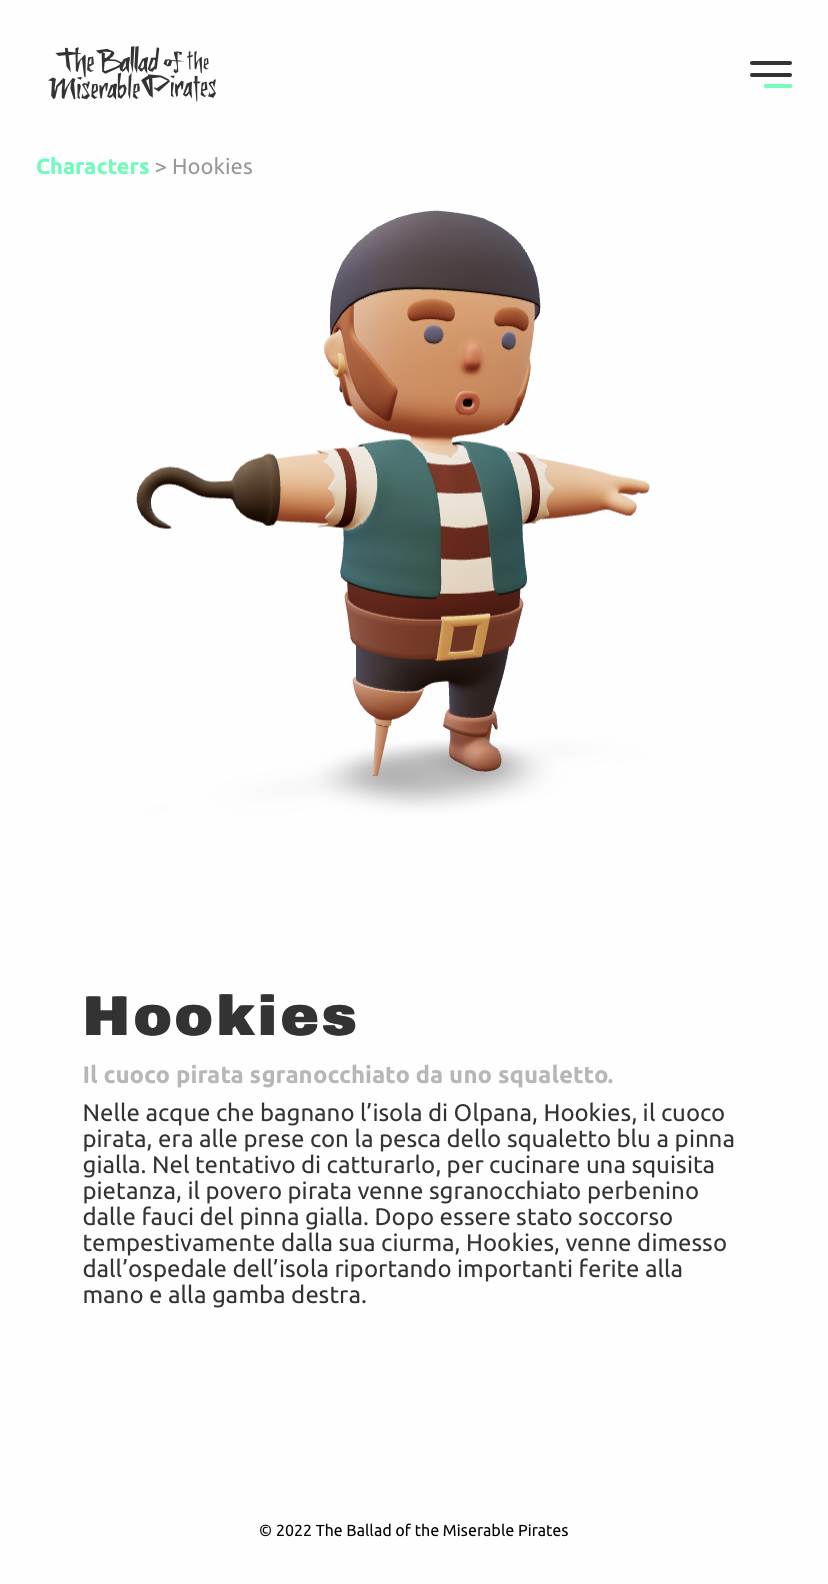 The Ballad of the
Miserable Pirates
Characters > Hookies
Hookies
Il cuoco pirata sgranocchiato da uno squaletto.
Nelle acque che bagnano l’isola di Olpana, Hookies, il cuoco
pirata, era alle prese con la pesca dello squaletto blu a pinna
gialla. Nel tentativo di catturarlo, per cucinare una squisita
pietanza, il povero pirata venne sgranocchiato perbenino
dalle fauci del pinna gialla. Dopo essere stato soccorso
tempestivamente dalla sua ciurma, Hookies, venne dimesso
dall’ospedale dell’isola riportando importanti ferite alla
mano e alla gamba destra.
© 2022 The Ballad of the Miserable Pirates